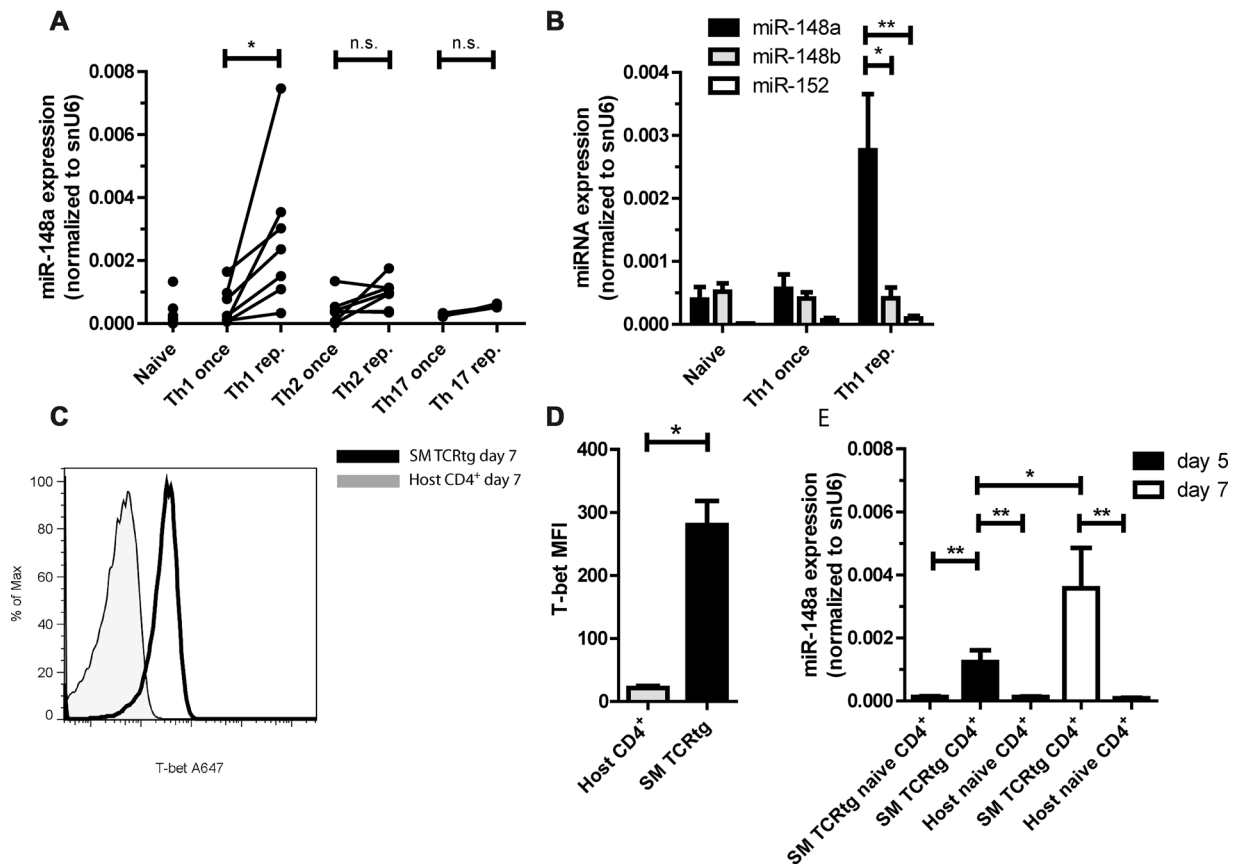 A
* n.s. n.s.
miR-148a expression
(normalized to snU6)
0.008
0.006
0.004
0.002
0.000
Naive
Th1 once
Th1 rep.
Th2 once
Th2 rep.
Th17 once
Th 17 rep.
B
miR-148a
miR-148b
miR-152
**
*
miRNA expression
(normalized to snU6)
0.004
0.003
0.002
0.001
0.000
Naive
Th1 once
Th1 rep.
C
SM TCRtg day 7
Host CD4+ day 7
% of Max
100
80
60
40
20
0
T-bet A647
D
*
T-bet MFI
400
300
200
100
0
Host CD4+
SM TCRtg
E
day 5
day 7
*
** **
**
miR-148a expression
(normalized to snU6)
0.008
0.006
0.004
0.002
0.000
SM TCRtg naive CD4+
SM TCRtg CD4+
Host naive CD4+
SM TCRtg CD4+
Host naive CD4+